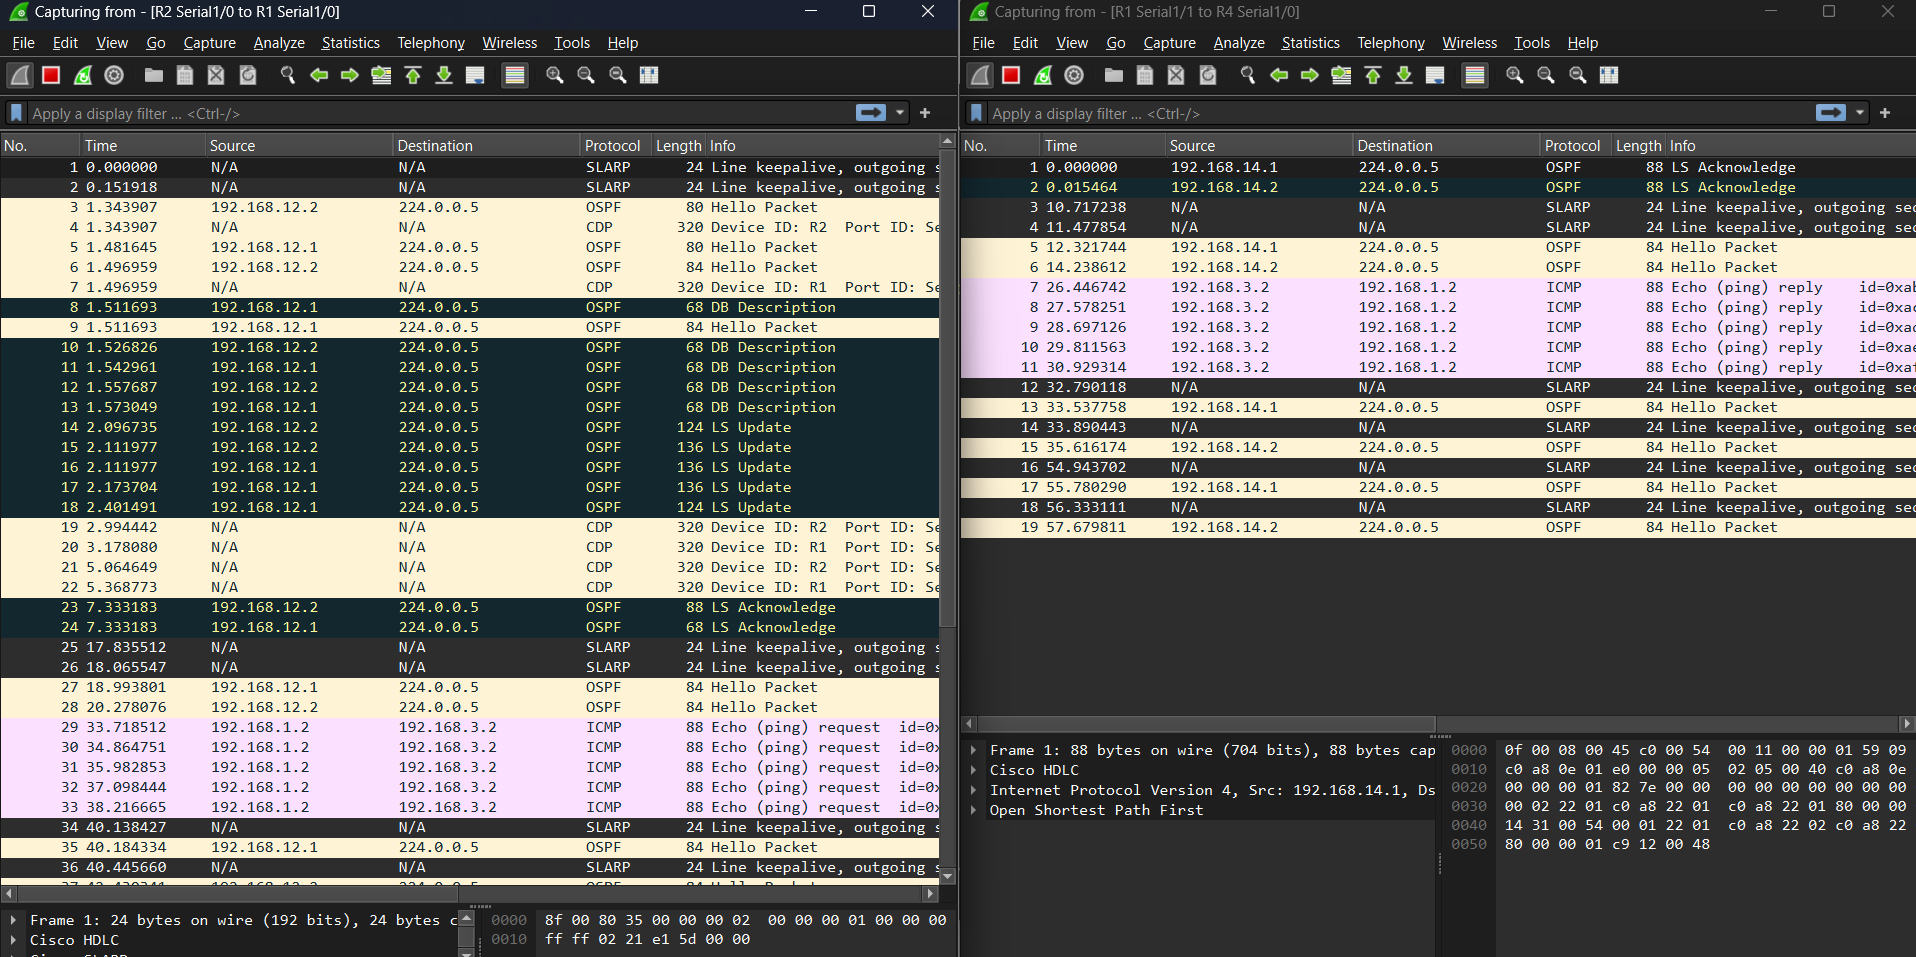 Capturing from - [R2 Serial1/0 to R1 Serial1/0]
File Edit View Go Capture Analyze Statistics Telephony Wireless Tools Help
Apply a display filter ... <Ctrl-/>
No. Time Source Destination Protocol Length Info
1 0.000000 N/A N/A SLARP 24 Line keepalive, outgoing s
2 0.151918 N/A N/A SLARP 24 Line keepalive, outgoing s
3 1.343907 192.168.12.2 224.0.0.5 OSPF 80 Hello Packet
4 1.343907 N/A N/A CDP 320 Device ID: R2 Port ID: Se
5 1.481645 192.168.12.1 224.0.0.5 OSPF 80 Hello Packet
6 1.496959 192.168.12.2 224.0.0.5 OSPF 84 Hello Packet
7 1.496959 N/A N/A CDP 320 Device ID: R1 Port ID: Se
8 1.511693 192.168.12.1 224.0.0.5 OSPF 68 DB Description
9 1.511693 192.168.12.1 224.0.0.5 OSPF 84 Hello Packet
10 1.526826 192.168.12.2 224.0.0.5 OSPF 68 DB Description
11 1.542961 192.168.12.1 224.0.0.5 OSPF 68 DB Description
12 1.557687 192.168.12.2 224.0.0.5 OSPF 68 DB Description
13 1.573049 192.168.12.1 224.0.0.5 OSPF 68 DB Description
14 2.096735 192.168.12.2 224.0.0.5 OSPF 124 LS Update
15 2.111977 192.168.12.2 224.0.0.5 OSPF 136 LS Update
16 2.111977 192.168.12.1 224.0.0.5 OSPF 136 LS Update
17 2.173704 192.168.12.1 224.0.0.5 OSPF 136 LS Update
18 2.401491 192.168.12.1 224.0.0.5 OSPF 124 LS Update
19 2.994442 N/A N/A CDP 320 Device ID: R2 Port ID: Se
20 3.178080 N/A N/A CDP 320 Device ID: R1 Port ID: Se
21 5.064649 N/A N/A CDP 320 Device ID: R2 Port ID: Se
22 5.368773 N/A N/A CDP 320 Device ID: R1 Port ID: Se
23 7.333183 192.168.12.2 224.0.0.5 OSPF 88 LS Acknowledge
24 7.333183 192.168.12.1 224.0.0.5 OSPF 68 LS Acknowledge
25 17.835512 N/A N/A SLARP 24 Line keepalive, outgoing s
26 18.065547 N/A N/A SLARP 24 Line keepalive, outgoing s
27 18.993801 192.168.12.1 224.0.0.5 OSPF 84 Hello Packet
28 20.278076 192.168.12.2 224.0.0.5 OSPF 84 Hello Packet
29 33.718512 192.168.1.2 192.168.3.2 ICMP 88 Echo (ping) request id=0x
30 34.864751 192.168.1.2 192.168.3.2 ICMP 88 Echo (ping) request id=0x
31 35.982853 192.168.1.2 192.168.3.2 ICMP 88 Echo (ping) request id=0x
32 37.098444 192.168.1.2 192.168.3.2 ICMP 88 Echo (ping) request id=0x
33 38.216665 192.168.1.2 192.168.3.2 ICMP 88 Echo (ping) request id=0x
34 40.138427 N/A N/A SLARP 24 Line keepalive, outgoing s
35 40.184334 192.168.12.1 224.0.0.5 OSPF 84 Hello Packet
36 40.445660 N/A N/A SLARP 24 Line keepalive, outgoing s
Frame 1: 24 bytes on wire (192 bits), 24 bytes c
Cisco HDLC
0000 8f 00 80 35 00 00 00 02 00 00 00 01 00 00 00
0010 ff ff 02 21 e1 5d 00 00
Capturing from - [R1 Serial1/1 to R4 Serial1/0]
File Edit View Go Capture Analyze Statistics Telephony Wireless Tools Help
Apply a display filter ... <Ctrl-/>
No. Time Source Destination Protocol Length Info
1 0.000000 192.168.14.1 224.0.0.5 OSPF 88 LS Acknowledge
2 0.015464 192.168.14.2 224.0.0.5 OSPF 88 LS Acknowledge
3 10.717238 N/A N/A SLARP 24 Line keepalive, outgoing sec
4 11.477854 N/A N/A SLARP 24 Line keepalive, outgoing sec
5 12.321744 192.168.14.1 224.0.0.5 OSPF 84 Hello Packet
6 14.238612 192.168.14.2 224.0.0.5 OSPF 84 Hello Packet
7 26.446742 192.168.3.2 192.168.1.2 ICMP 88 Echo (ping) reply id=0xab
8 27.578251 192.168.3.2 192.168.1.2 ICMP 88 Echo (ping) reply id=0xac
9 28.697126 192.168.3.2 192.168.1.2 ICMP 88 Echo (ping) reply id=0xac
10 29.811563 192.168.3.2 192.168.1.2 ICMP 88 Echo (ping) reply id=0xae
11 30.929314 192.168.3.2 192.168.1.2 ICMP 88 Echo (ping) reply id=0xaf
12 32.790118 N/A N/A SLARP 24 Line keepalive, outgoing sec
13 33.537758 192.168.14.1 224.0.0.5 OSPF 84 Hello Packet
14 33.890443 N/A N/A SLARP 24 Line keepalive, outgoing sec
15 35.616174 192.168.14.2 224.0.0.5 OSPF 84 Hello Packet
16 54.943702 N/A N/A SLARP 24 Line keepalive, outgoing sec
17 55.780290 192.168.14.1 224.0.0.5 OSPF 84 Hello Packet
18 56.333111 N/A N/A SLARP 24 Line keepalive, outgoing sec
19 57.679811 192.168.14.2 224.0.0.5 OSPF 84 Hello Packet
Frame 1: 88 bytes on wire (704 bits), 88 bytes cap
Cisco HDLC
Internet Protocol Version 4, Src: 192.168.14.1, Ds
Open Shortest Path First
0000 0f 00 08 00 45 c0 00 54 00 11 00 00 01 59 09
0010 c0 a8 0e 01 e0 00 00 05 02 05 00 40 c0 a8 0e
0020 00 00 00 01 82 7e 00 00 00 00 00 00 00 00 00
0030 00 02 22 01 c0 a8 22 01 c0 a8 22 01 80 00 00
0040 14 31 00 54 00 01 22 01 c0 a8 22 02 c0 a8 22
0050 80 00 00 01 c9 12 00 48